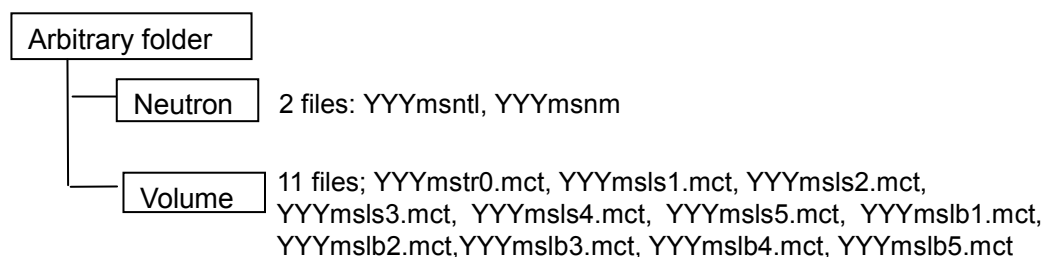 Arbitrary folder
Neutron
2 files: YYYmsntl, YYYmsnm
Volume
11 files; YYYmstr0.mct, YYYmsls1.mct, YYYmsls2.mct,
YYYmsls3.mct, YYYmsls4.mct, YYYmsls5.mct, YYYmslb1.mct,
YYYmslb2.mct,YYYmslb3.mct, YYYmslb4.mct, YYYmslb5.mct